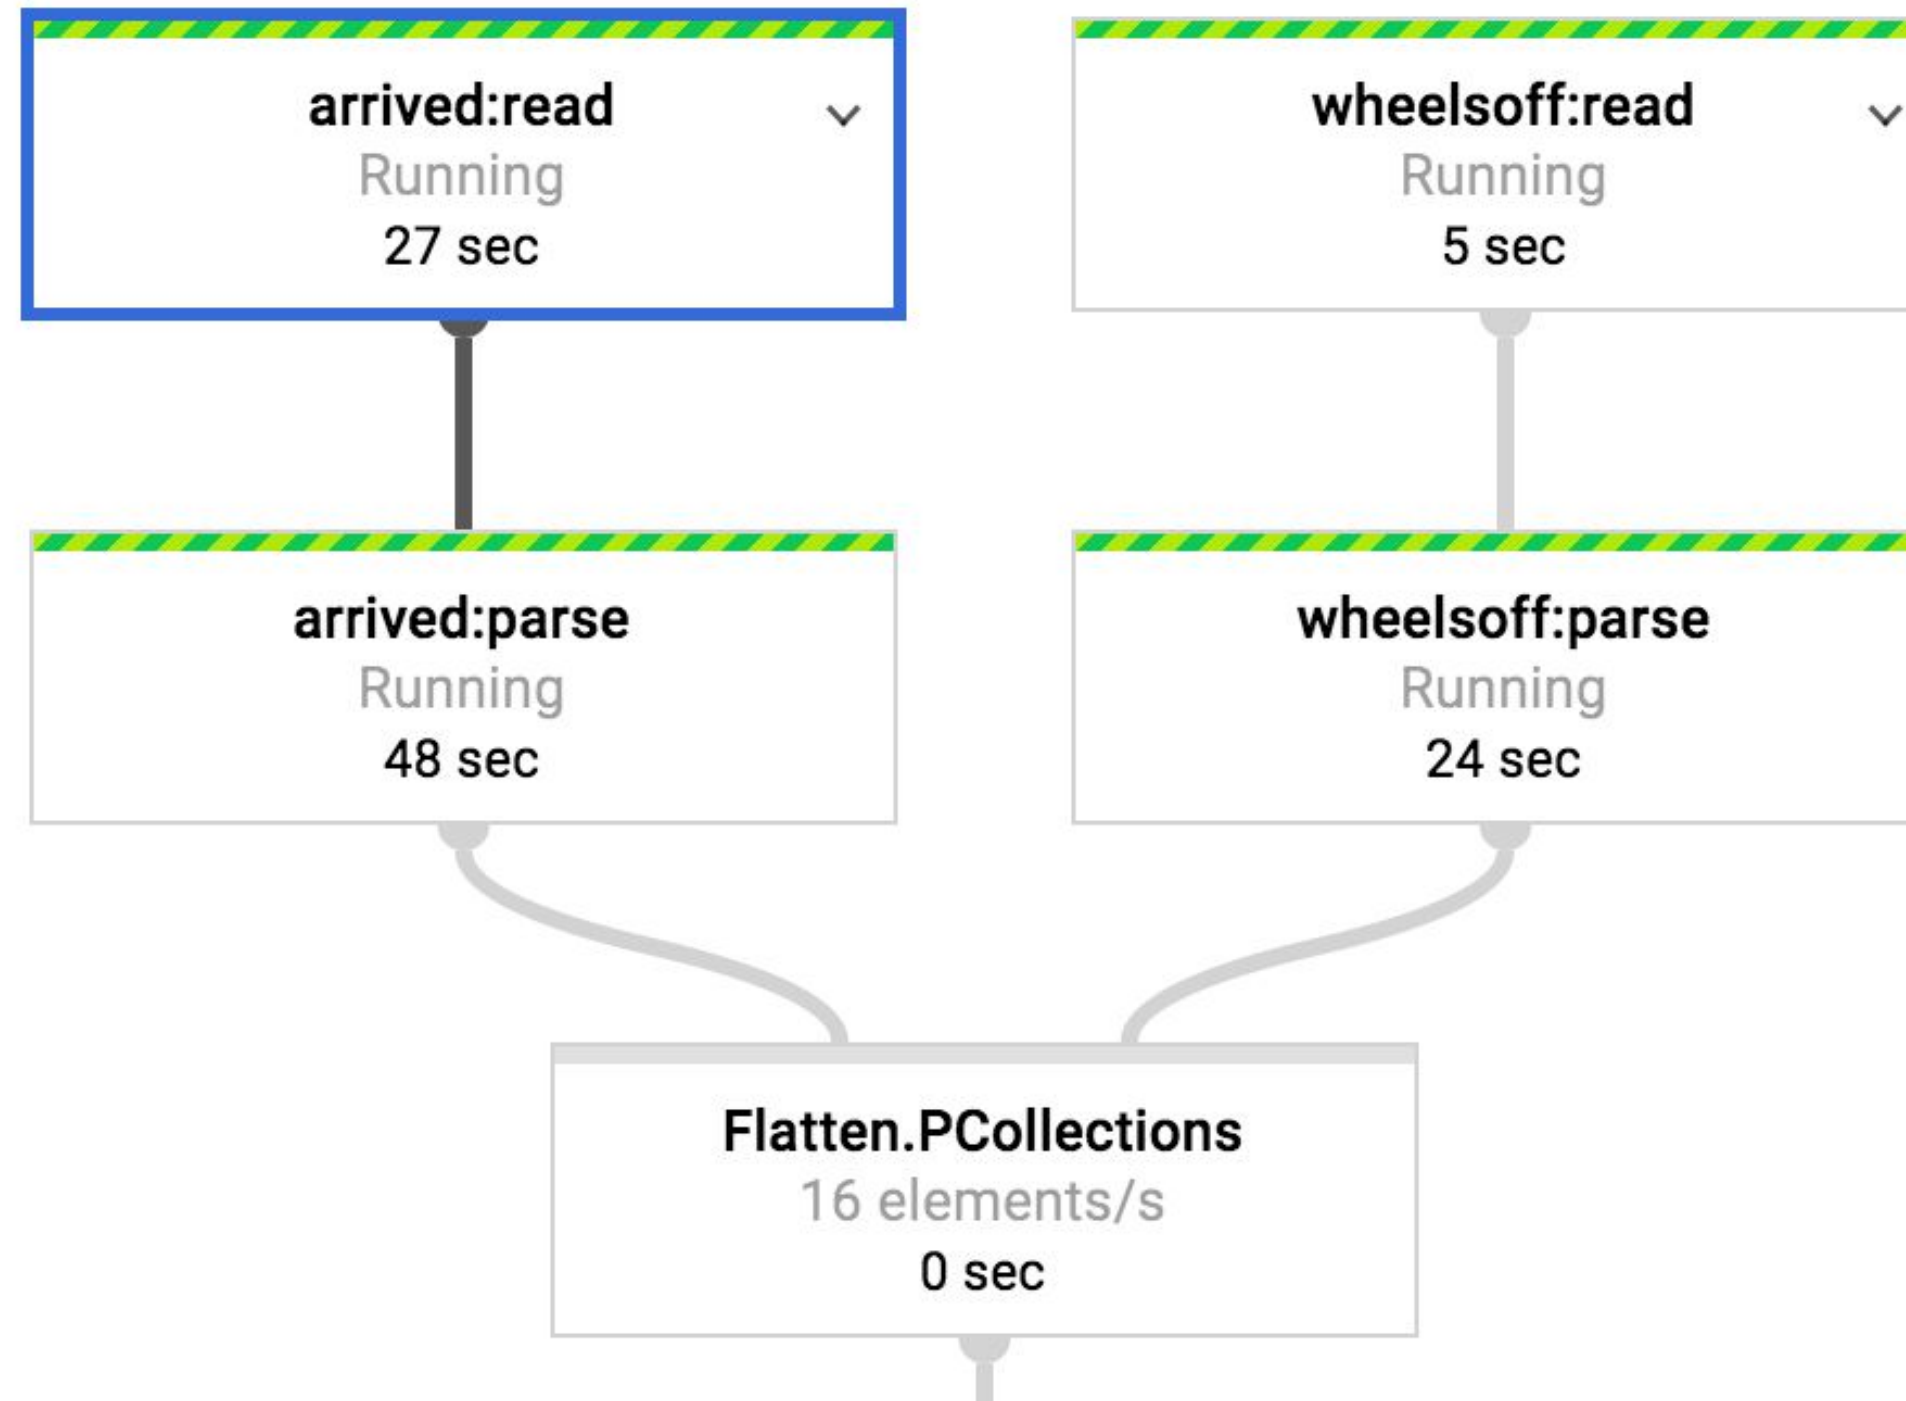 arrived:read
Running
27 sec
wheelsoff:read
Running
5 sec
arrived:parse
Running
48 sec
wheelsoff:parse
Running
24 sec
Flatten.PCollections
16 elements/s
0 sec